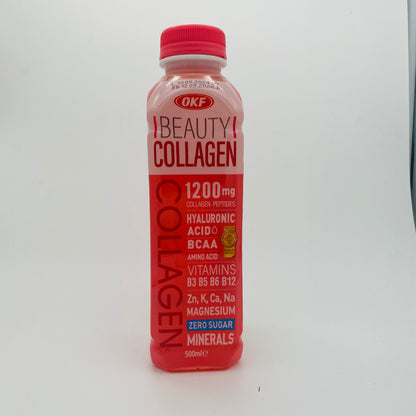 OKF
BEAUTY
COLLAGEN
COLLAGEN
1200mg
COLLAGEN PEPTIDES
HYALURONIC
ACID
BCAA
AMINO ACID
VITAMINS
B3 B5 B6 B12
Zn, K, Ca, Na
MAGNESIUM
ZERO SUGAR
MINERALS
500ml℮